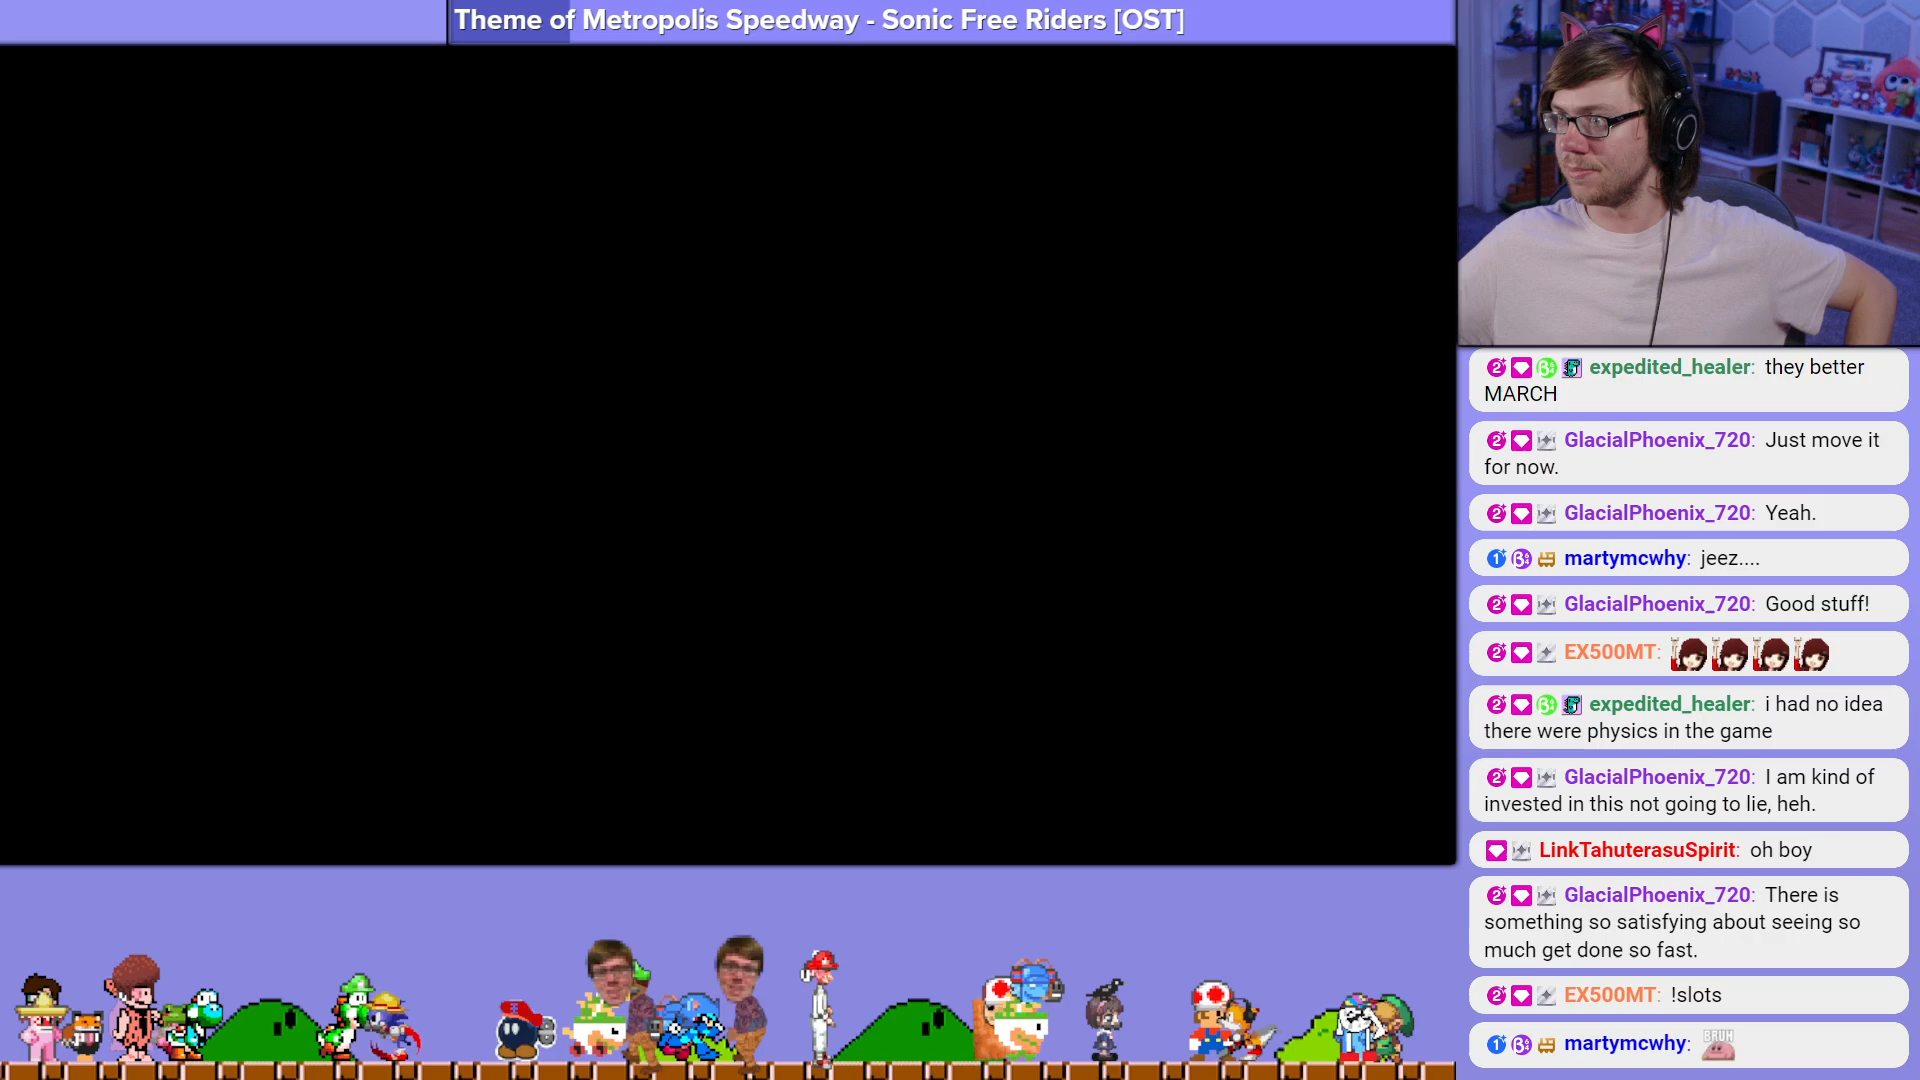 Theme of Metropolis Speedway - Sonic Free Riders [OST]
expedited_healer: they better
MARCH
GlacialPhoenix_720: Just move it
for now.
GlacialPhoenix_720: Yeah.
martymcwhy: jeez....
GlacialPhoenix_720: Good stuff!
EX500MT:
expedited_healer: i had no idea
there were physics in the game
GlacialPhoenix_720: I am kind of
invested in this not going to lie, heh.
LinkTahuterasuSpirit: oh boy
GlacialPhoenix_720: There is
something so satisfying about seeing so
much get done so fast.
EX500MT: !slots
martymcwhy: BRUH